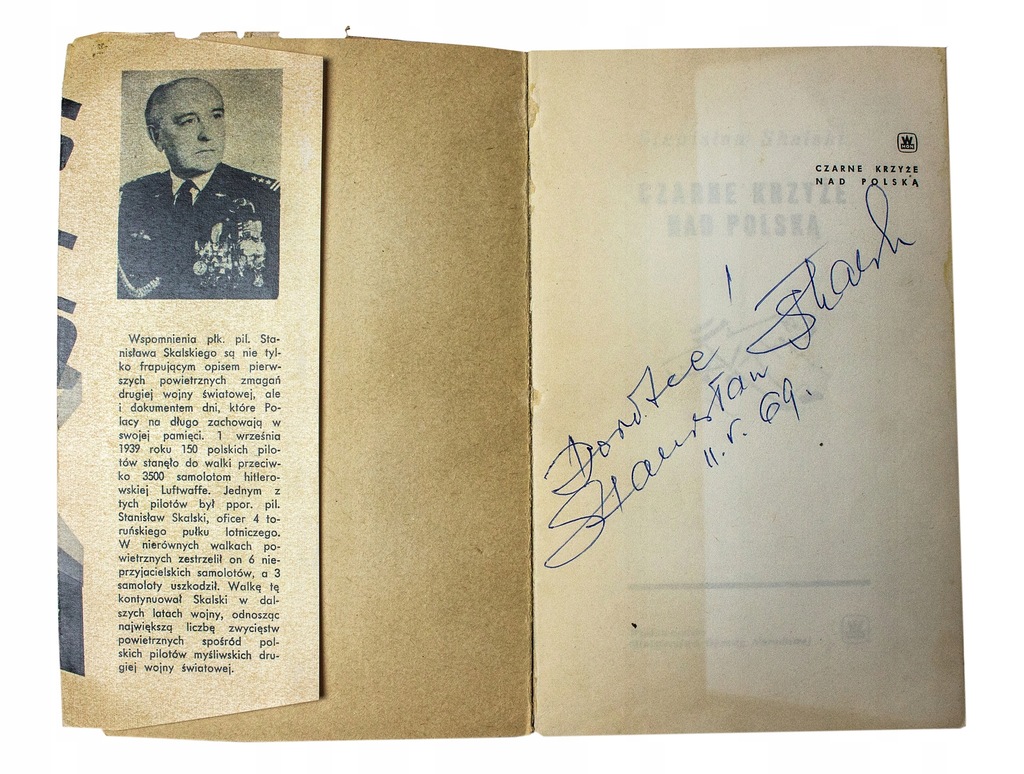 Wspomnienia płk. pil. Sta-
nisława Skalskiego są nie tyl-
ko frapującym opisem pierw-
szych powietrznych zmagań
drugiej wojny światowej, ale
i dokumentem dni, które Po-
lacy na długo zachowają w
swojej pamięci. 1 września
1939 roku 150 polskich pilo-
tów stanęło do walki przeciw-
ko 3500 samolotom hitlero-
wskiej Luftwaffe. Jednym z
tych pilotów był ppor. pil.
Stanisław Skalski, oficer 4 to-
ruńskiego pułku lotniczego.
W nierównych walkach po-
wietrznych zestrzelił on 6 nie-
przyjacielskich samolotów, a 3
samoloty uszkodził. Walkę tę
kontynuował Skalski w dal-
szych latach wojny, odnosząc
największą liczbę zwycięstw
powietrznych spośród pol-
skich pilotów myśliwskich dru-
giej wojny światowej.
W
MON
CZARNE KRZYŻE
NAD POLSKĄ
Stanisław Skalski
CZARNE KRZYŻE
NAD POLSKĄ
Dorotce
Stanisław Skalski
11.V.69.